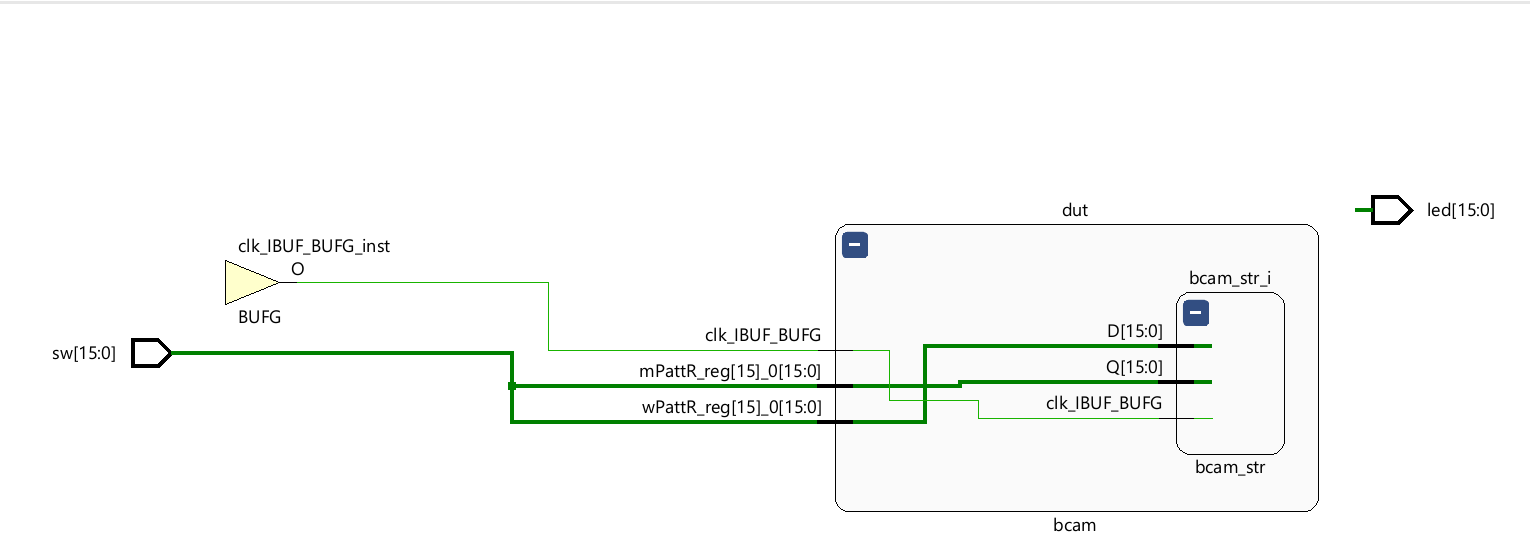 dut
led[15:0]
clk_IBUF_BUFG_inst
O
BUFG
bcam_str_i
clk_IBUF_BUFG
D[15:0]
sw[15:0]
mPattR_reg[15]_0[15:0]
Q[15:0]
wPattR_reg[15]_0[15:0]
clk_IBUF_BUFG
bcam_str
bcam